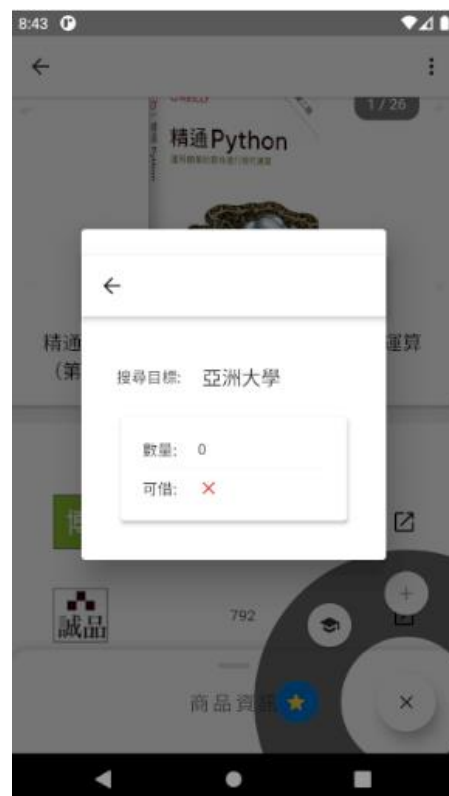 8:43
1 / 26
精通Python
精通
運算
（第
搜尋目標: 亞洲大學
數量: 0
可借: ✕
博
誠品
792
商品資訊